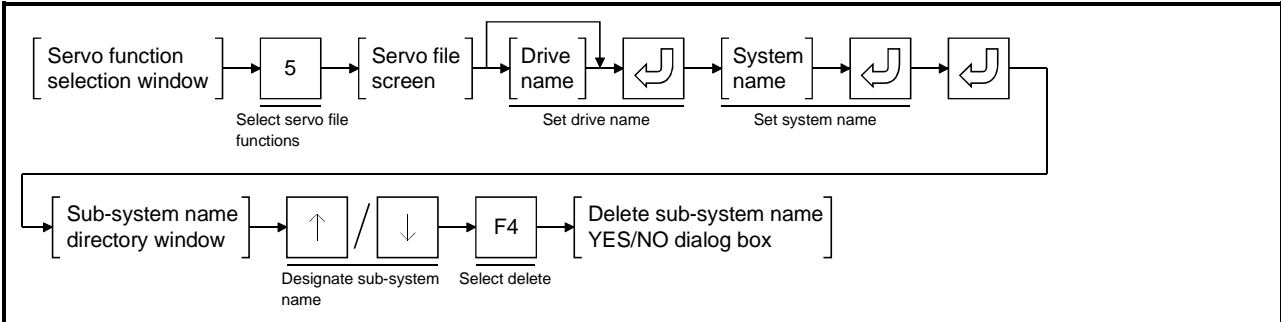 Servo function
selection window
5
Servo file
screen
Drive
name
System
name
Select servo file
functions
Set drive name
Set system name
Sub-system name
directory window
↑ / ↓
F4
Delete sub-system name
YES/NO dialog box
Designate sub-system
name
Select delete